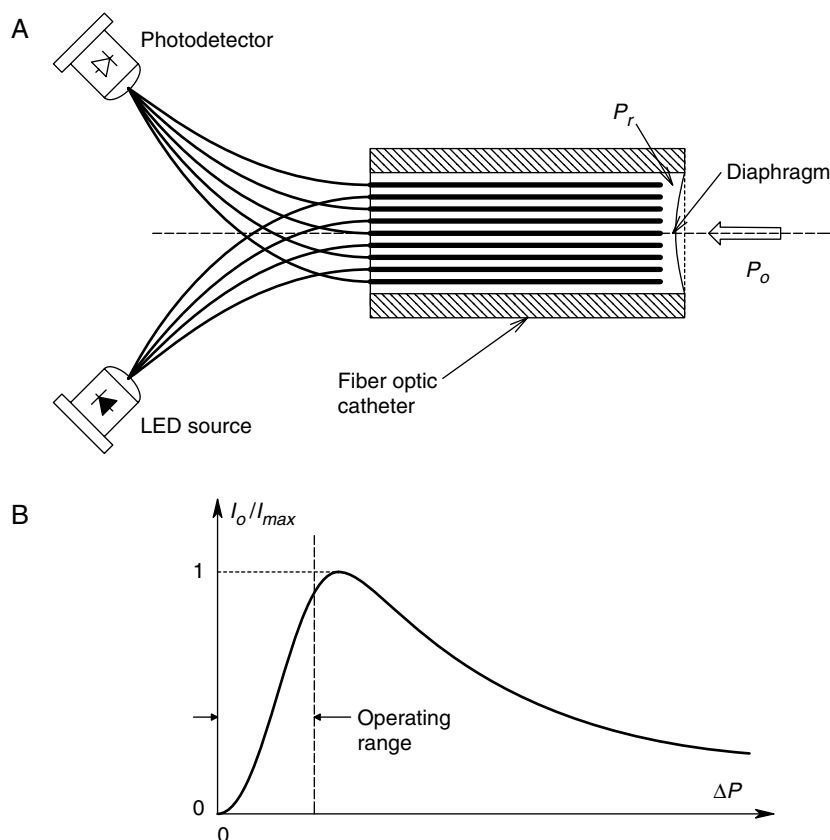 A
Photodetector
P_r
Diaphragm
P_o
Fiber optic
catheter
LED source
B
I_o/I_max
1
Operating
range
0
ΔP
0